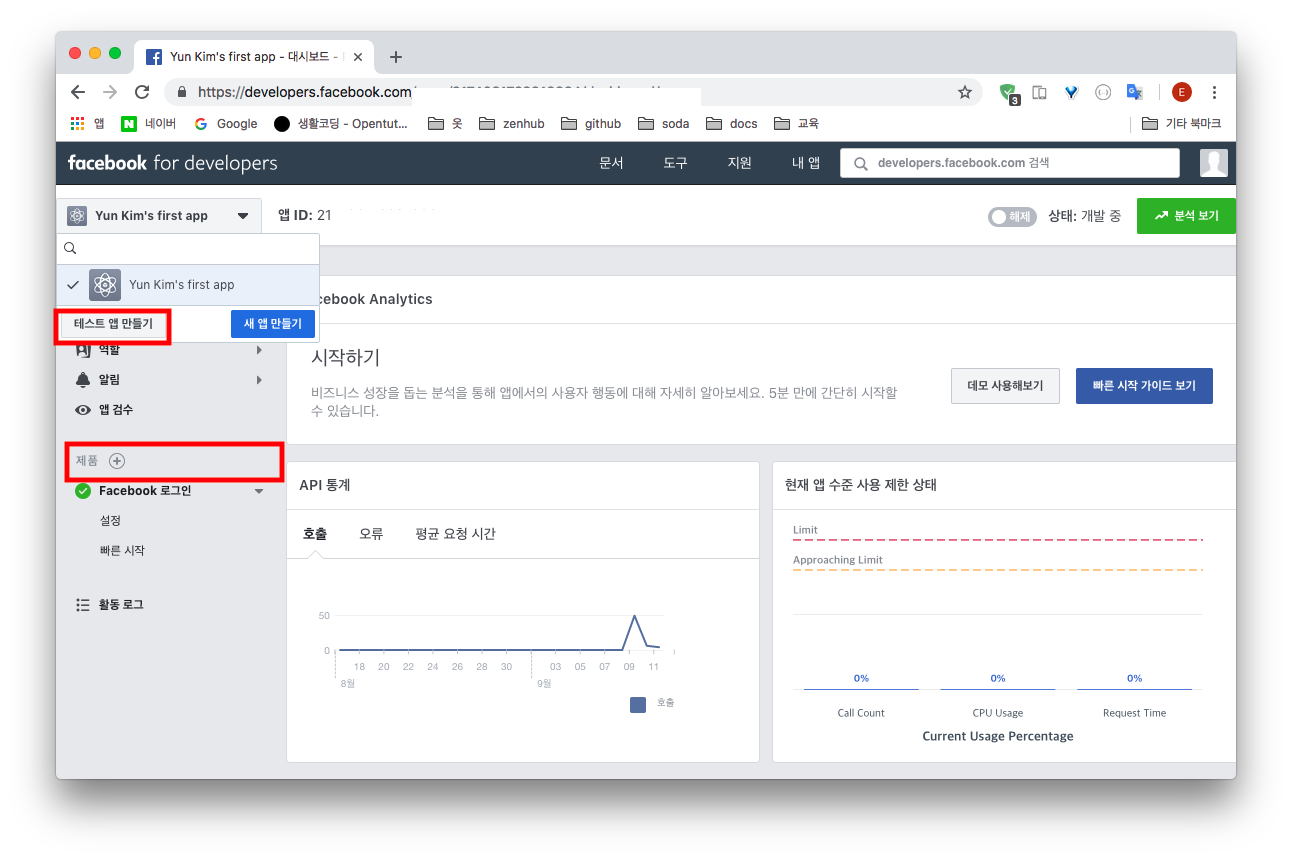 Yun Kim's first app - 대시보드 -
https://developers.facebook.com/
3
E
앱
네이버
Google
생활코딩 - Opentut...
옷
zenhub
github
soda
docs
교육
기타 북마크
facebook for developers
문서
도구
지원
내 앱
developers.facebook.com 검색
Yun Kim's first app
앱 ID: 21
해제
상태: 개발 중
분석 보기
Yun Kim's first app
테스트 앱 만들기
새 앱 만들기
역할
알림
앱 검수
제품
Facebook 로그인
설정
빠른 시작
활동 로그
cebook Analytics
시작하기
비즈니스 성장을 돕는 분석을 통해 앱에서의 사용자 행동에 대해 자세히 알아보세요. 5분 만에 간단히 시작할
수 있습니다.
데모 사용해보기
빠른 시작 가이드 보기
API 통계
호출
오류
평균 요청 시간
50
0
18 20 22 24 26 28 30 03 05 07 09 11
8월
9월
호출
현재 앱 수준 사용 제한 상태
Limit
Approaching Limit
0% 0% 0%
Call Count
CPU Usage
Request Time
Current Usage Percentage